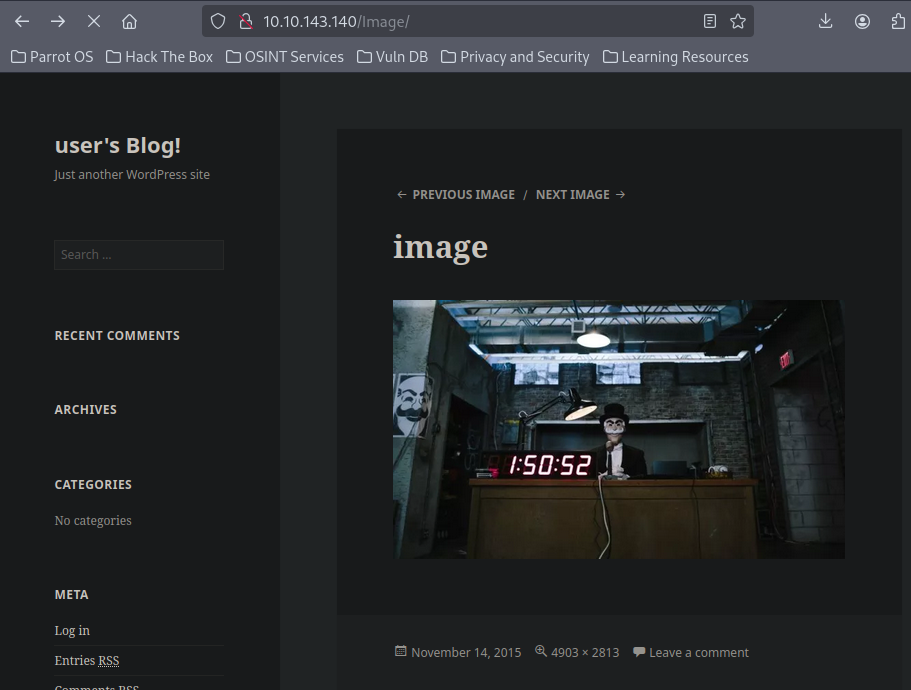 10.10.143.140/Image/
Parrot OS Hack The Box OSINT Services Vuln DB Privacy and Security Learning Resources
user's Blog!
Just another WordPress site
Search ...
RECENT COMMENTS
ARCHIVES
CATEGORIES
No categories
META
Log in
Entries RSS
Comments RSS
← PREVIOUS IMAGE / NEXT IMAGE →
image
EXIT
1:50:52
November 14, 2015 4903 × 2813 Leave a comment